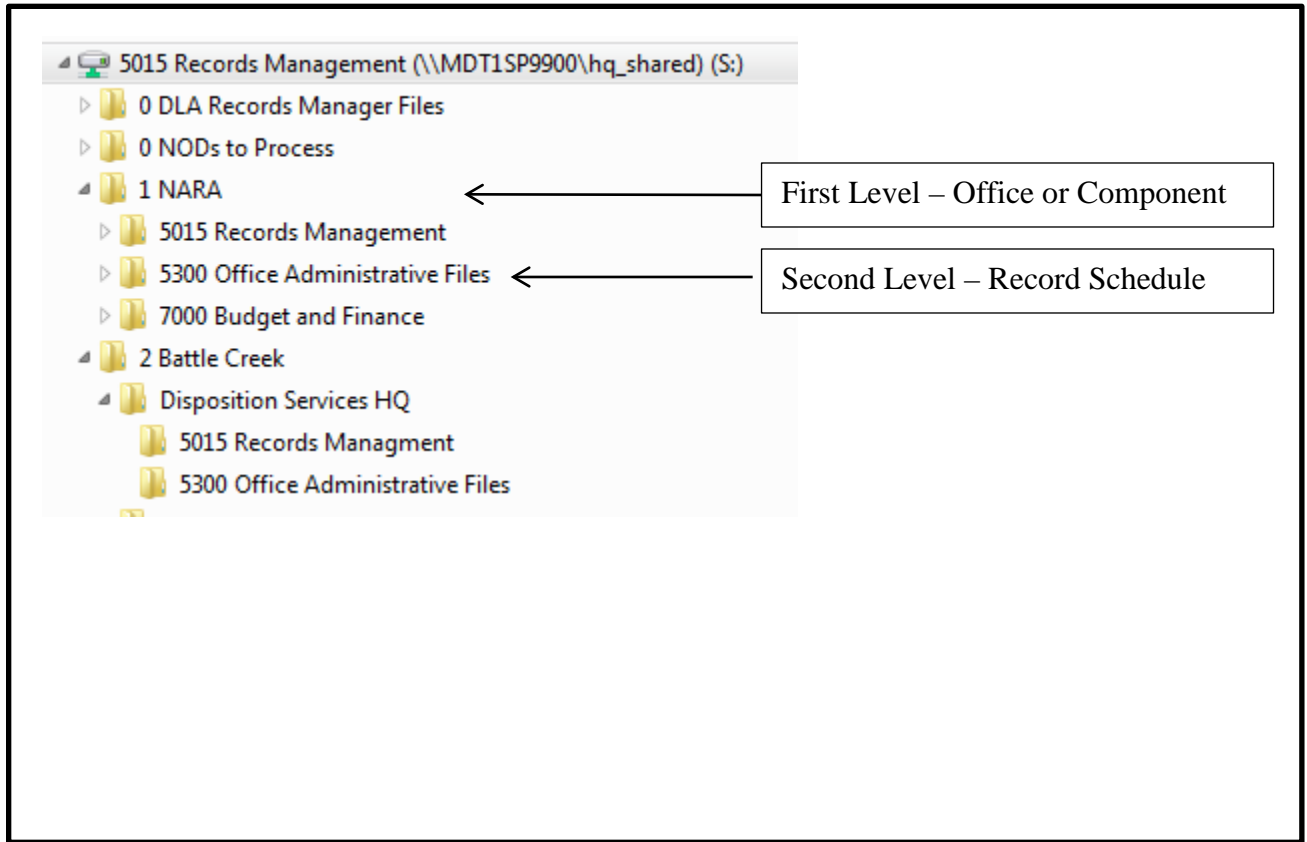 5015 Records Management (\\MDT1SP9900\hq_shared) (S:)
0 DLA Records Manager Files
0 NODs to Process
1 NARA
First Level – Office or Component
5015 Records Management
5300 Office Administrative Files
Second Level – Record Schedule
7000 Budget and Finance
2 Battle Creek
Disposition Services HQ
5015 Records Managment
5300 Office Administrative Files